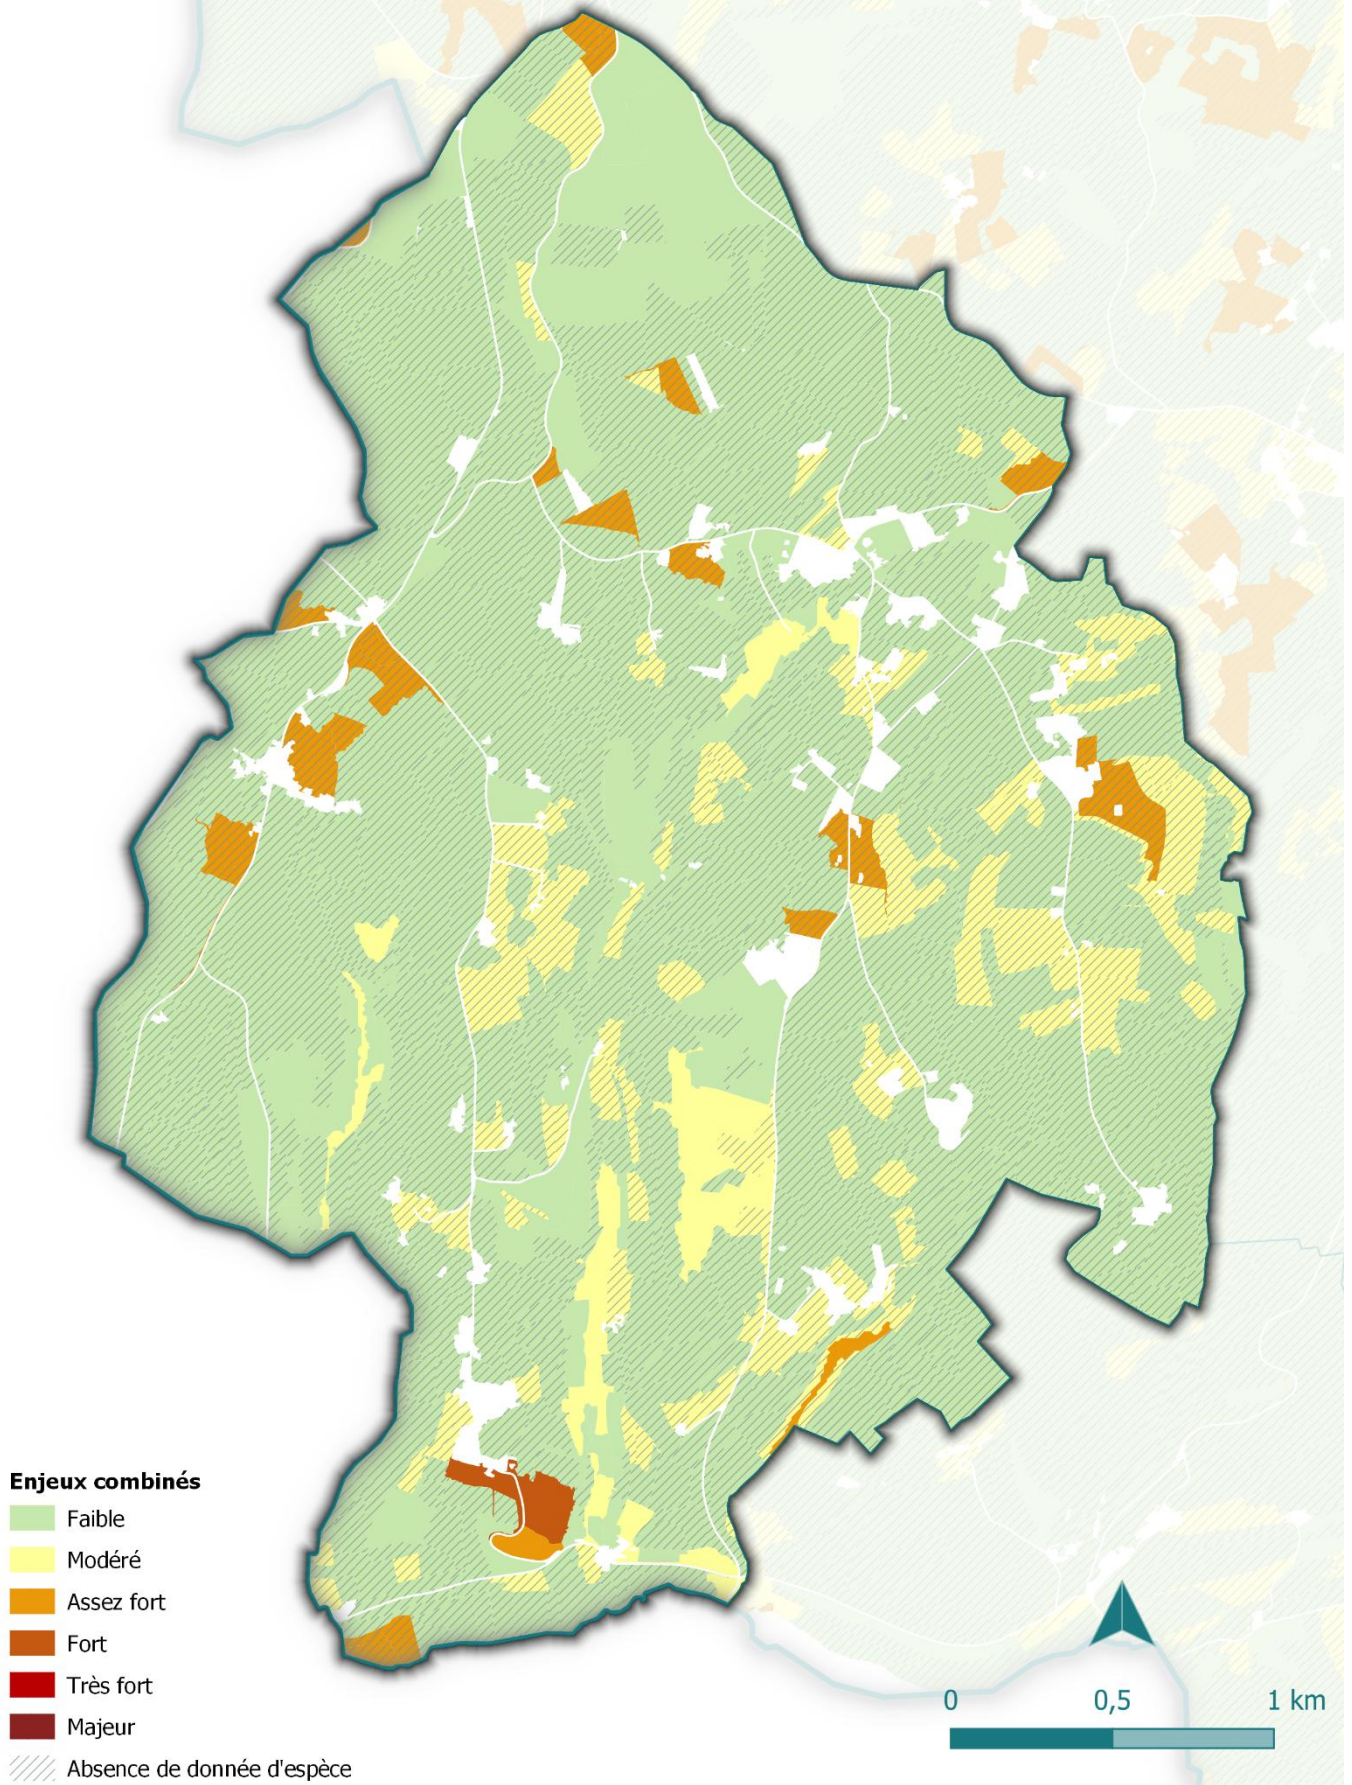 Enjeux combinés
Faible
Modéré
Assez fort
Fort
Très fort
Majeur
Absence de donnée d'espèce
0 0,5 1 km